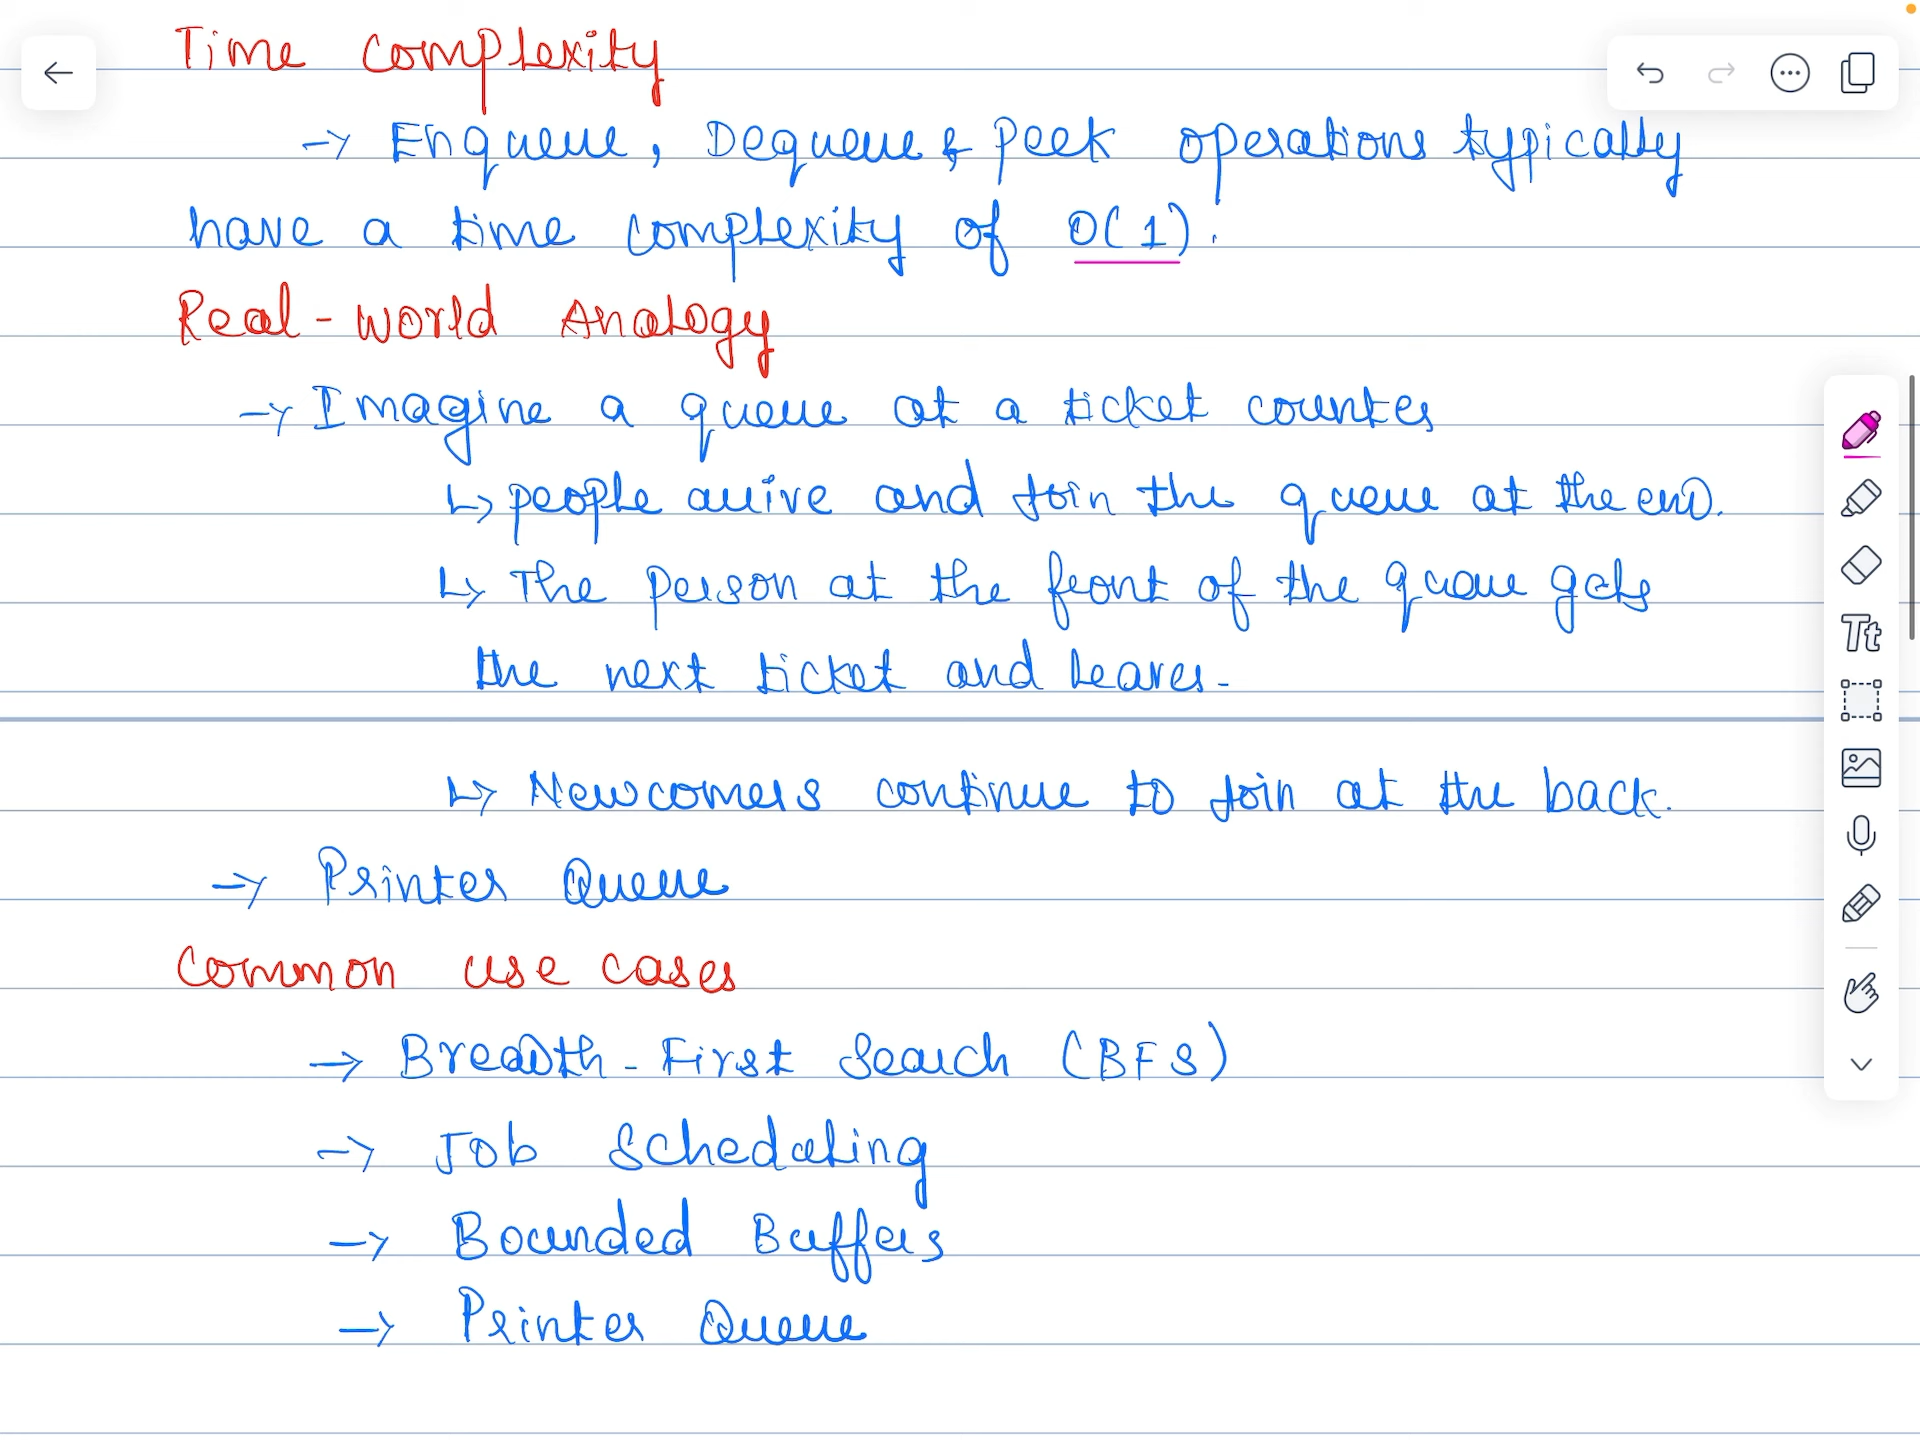 Time Complexity
→ Enqueue, Dequeue & Peek operations typically
have a time complexity of O(1).
Real-World Analogy
→ Imagine a queue at a ticket counter
↳ people arrive and join the queue at the end.
↳ The person at the front of the queue gets
the next ticket and leaves.
↳ Newcomers continue to join at the back.
→ Printer Queue
Common use cases
→ Breadth-First Search (BFS)
→ Job Scheduling
→ Bounded Buffers
→ Printer Queue
Tt